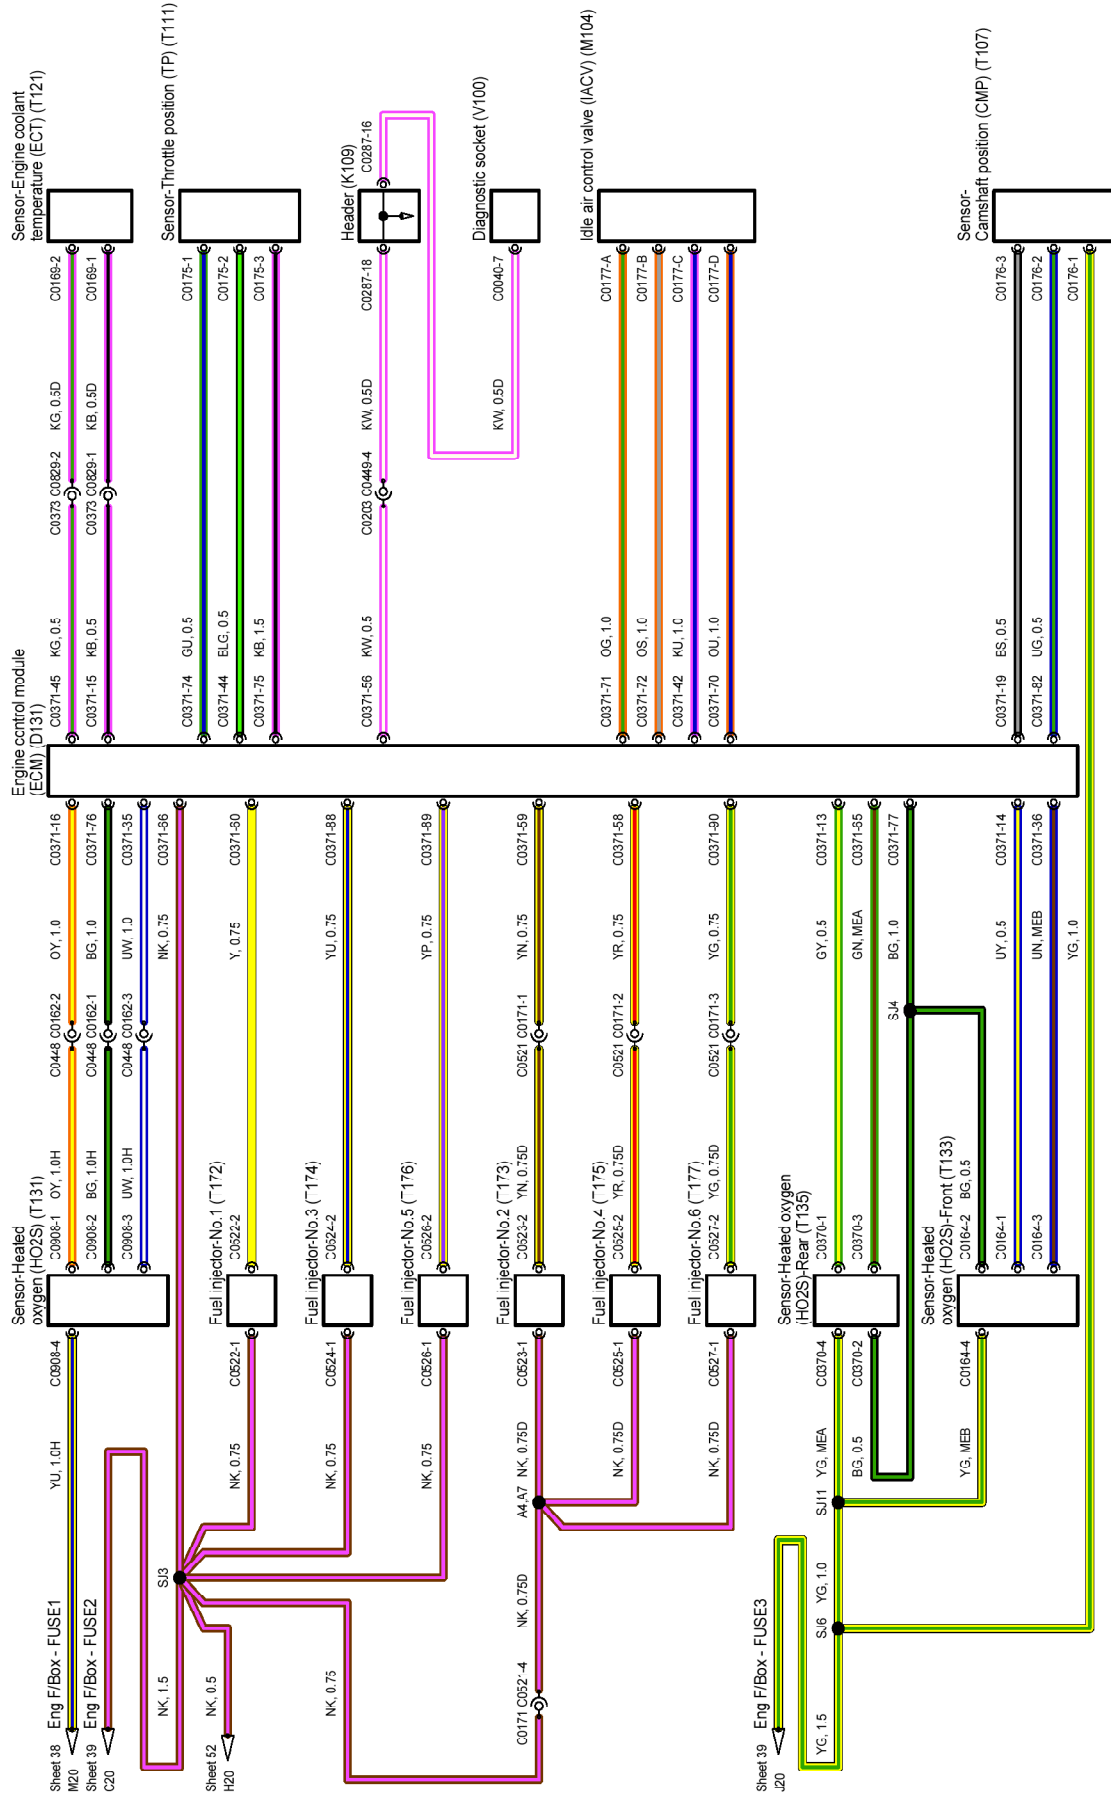 Sensor-Engine coolant
temperature (ECT) (T121)
C0169-2
C0169-1
KG, 0.5D
KB, 0.5D
C0373 C0829-2
C0373 C0829-1
KG, 0.5
KB, 0.5
C0371-45
C0371-15
Sensor-Throttle position (TP) (T111)
C0175-1
C0175-2
C0175-3
GU, 0.5
BLG, 0.5
KB, 1.5
C0371-74
C0371-44
C0371-75
Header (K109)
C0287-16
C0287-18
KW, 0.5D
C0203 C0449-4
KW, 0.5
C0371-56
Diagnostic socket (V100)
C0040-7
KW, 0.5D
Idle air control valve (IACV) (M104)
C0177-A
C0177-B
C0177-C
C0177-D
OG, 1.0
OS, 1.0
KU, 1.0
OU, 1.0
C0371-71
C0371-72
C0371-42
C0371-70
Sensor-
Camshaft position (CMP) (T107)
C0176-3
C0176-2
C0176-1
BS, 0.5
UG, 0.5
C0371-19
C0371-82
Engine control module
(ECM) (D131)
C0371-16
C0371-76
C0371-35
C0371-86
OY, 1.0
BG, 1.0
UW, 1.0
NK, 0.75
C0448 C0162-2
C0448 C0162-1
C0448 C0162-3
OY, 1.0H
BG, 1.0H
UW, 1.0H
C0908-1
C0908-2
C0908-3
Sensor-Heated
oxygen (HO2S) (T131)
C0908-4
YU, 1.0H
C0371-60
Y, 0.75
C0522-2
Fuel injector-No.1 (T172)
C0522-1
NK, 0.75
C0371-88
YU, 0.75
C0524-2
Fuel injector-No.3 (T174)
C0524-1
NK, 0.75
C0371-89
YP, 0.75
C0526-2
Fuel injector-No.5 (T176)
C0526-1
NK, 0.75
C0371-59
YN, 0.75
C0521 C0171-1
YN, 0.75D
C0523-2
Fuel injector-No.2 (T173)
C0523-1
NK, 0.75D
A4,A7
NK, 0.75D
C0171 C0521-4
C0371-58
YR, 0.75
C0521 C0171-2
YR, 0.75D
C0525-2
Fuel injector-No.4 (T175)
C0525-1
NK, 0.75D
C0371-90
YG, 0.75
C0521 C0171-3
YG, 0.75D
C0527-2
Fuel injector-No.6 (T177)
C0527-1
NK, 0.75D
C0371-13
C0371-85
C0371-77
GY, 0.5
GN, MEA
BG, 1.0
SJ4
C0370-1
C0370-3
Sensor-Heated oxygen
(HO2S)-Rear (T135)
C0370-4
C0370-2
YG, MEA
BG, 0.5
C0371-14
C0371-36
UY, 0.5
UN, MEB
YG, 1.0
BG, 0.5
C0164-2
C0164-1
C0164-3
Sensor-Heated
oxygen (HO2S)-Front (T133)
C0164-4
YG, MEB
SJ11
YG, 1.0
SJ6
YG, 1.5
SJ3
NK, 1.5
NK, 0.5
NK, 0.75
Sheet 38
M20
Eng F/Box - FUSE1
Sheet 39
C20
Eng F/Box - FUSE2
Sheet 52
H20
Sheet 39
J20
Eng F/Box - FUSE3